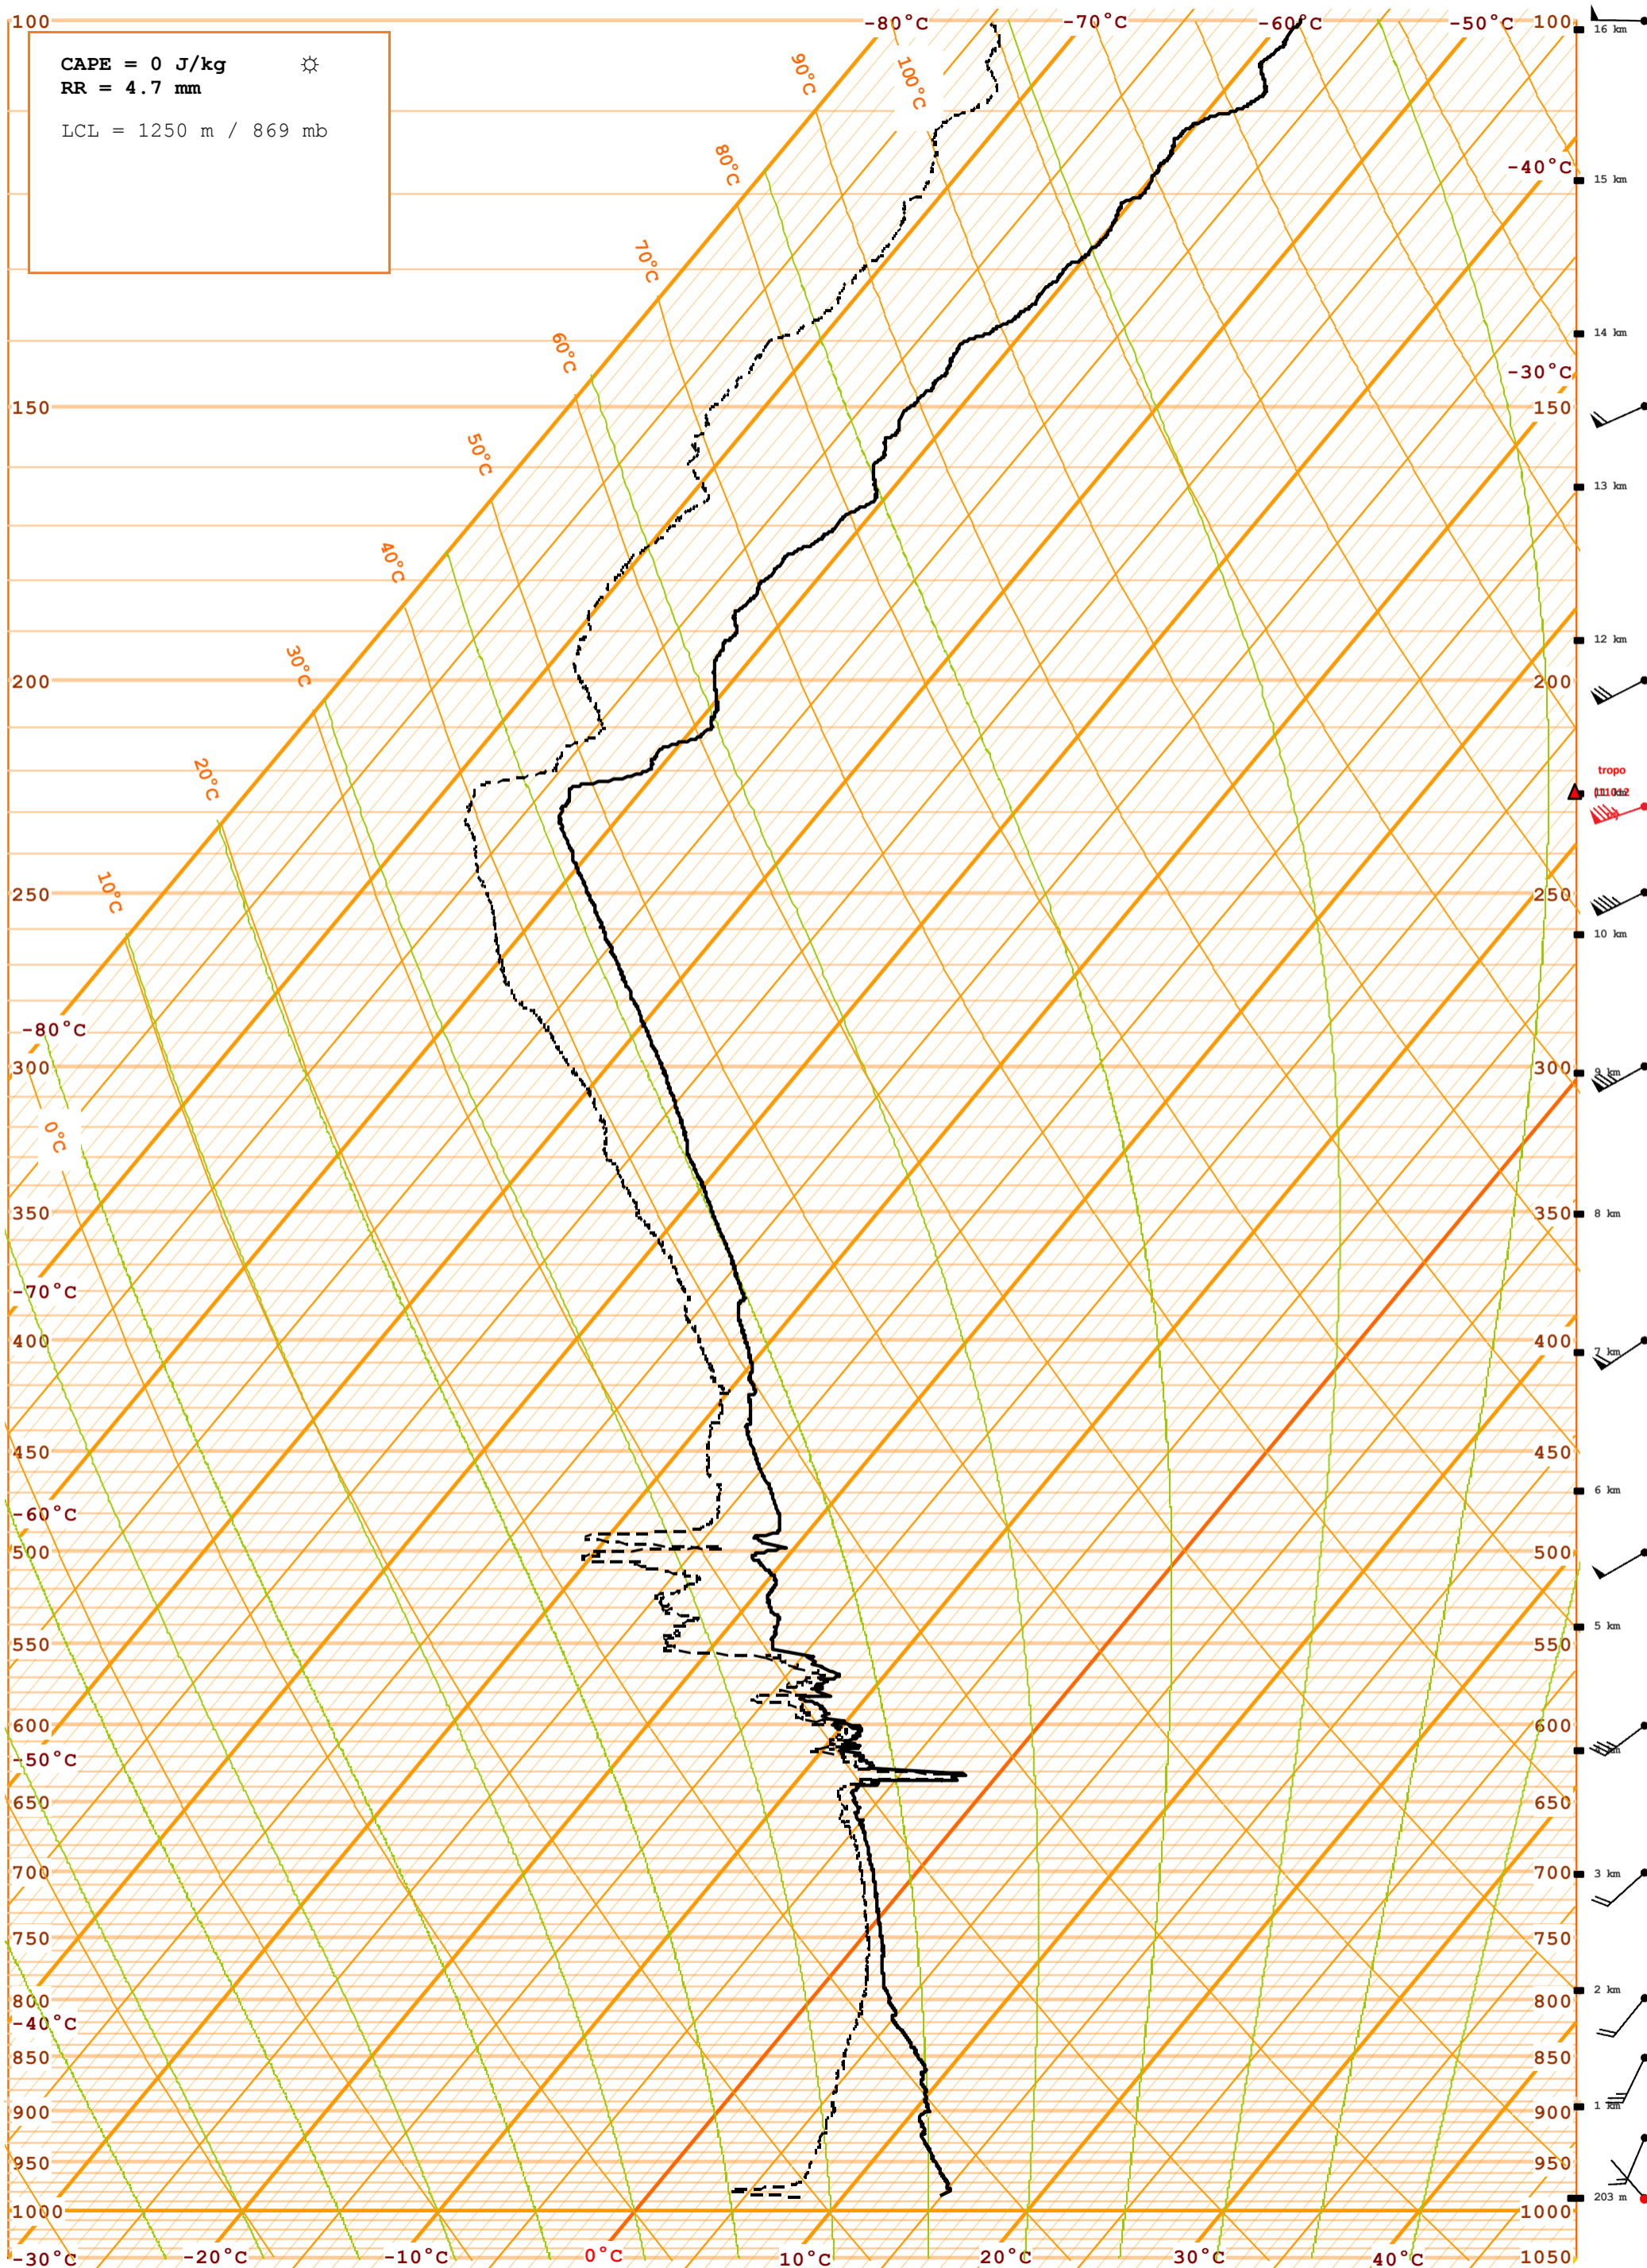 100 -80°C -70°C -60°C -50°C 100
16 km
CAPE = 0 J/kg ☼
RR = 4.7 mm
LCL = 1250 m / 869 mb
90°C 100°C
80°C -40°C 15 km
70°C
14 km
60°C -30°C
150 150
50°C
13 km
40°C
12 km
30°C
200 200
20°C tropo
10°C
250 250
10 km
-80°C
300 300 9 km
0°C
350 350 8 km
-70°C
400 400 7 km
450 450
-60°C 6 km
500 500
5 km
550 550
600 600
-50°C
650 650
700 700 3 km
750 750
2 km
800 800
-40°C
850 850
1 km
900 900
950 950
203 m
1000 1000
-30°C -20°C -10°C 0°C 10°C 20°C 30°C 40°C 1050